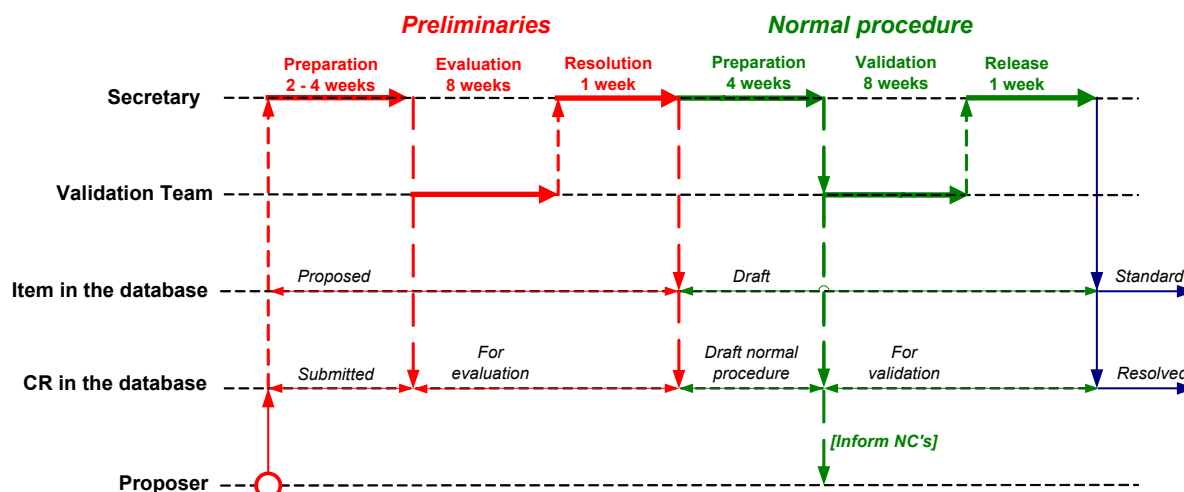 Preliminaries
Normal procedure
Preparation
2 - 4 weeks
Evaluation
8 weeks
Resolution
1 week
Preparation
4 weeks
Validation
8 weeks
Release
1 week
Secretary
Validation Team
Proposed
Draft
Item in the database
Standard
For
evaluation
Draft normal
procedure
For
validation
CR in the database
Submitted
Resolved
[Inform NC's]
Proposer